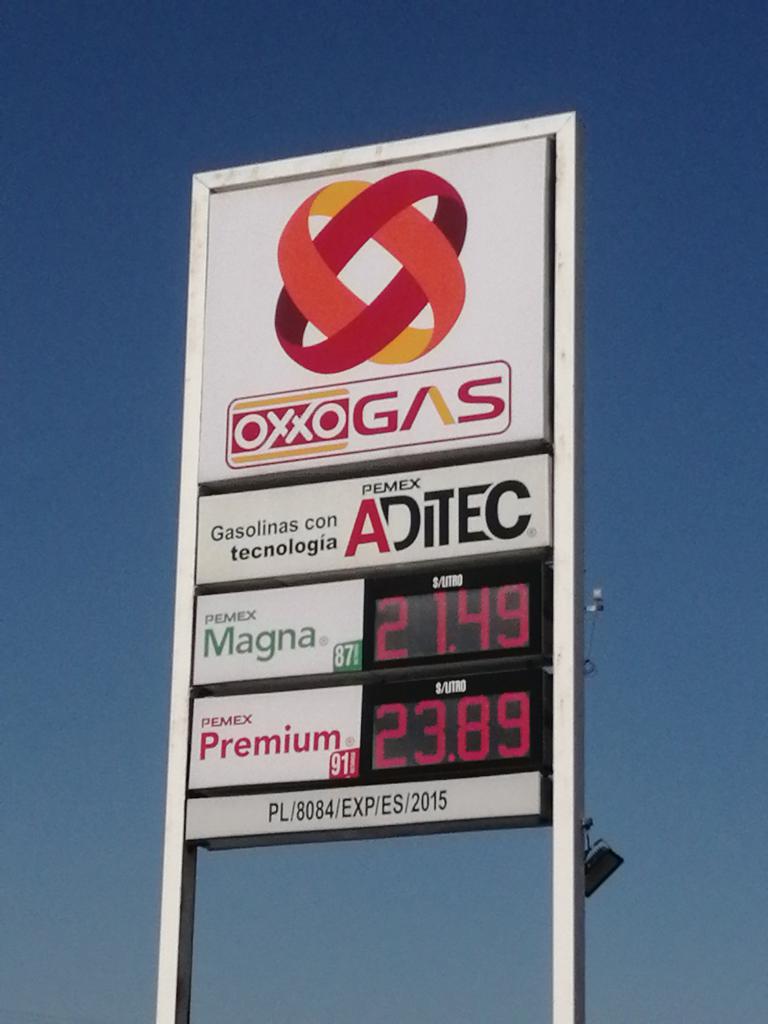 OXXO GAS
PEMEX
Gasolinas con ADITEC®
tecnología
$/LITRO
PEMEX
Magna® 87 21.49
$/LITRO
PEMEX
Premium® 91 23.89
PL/8084/EXP/ES/2015